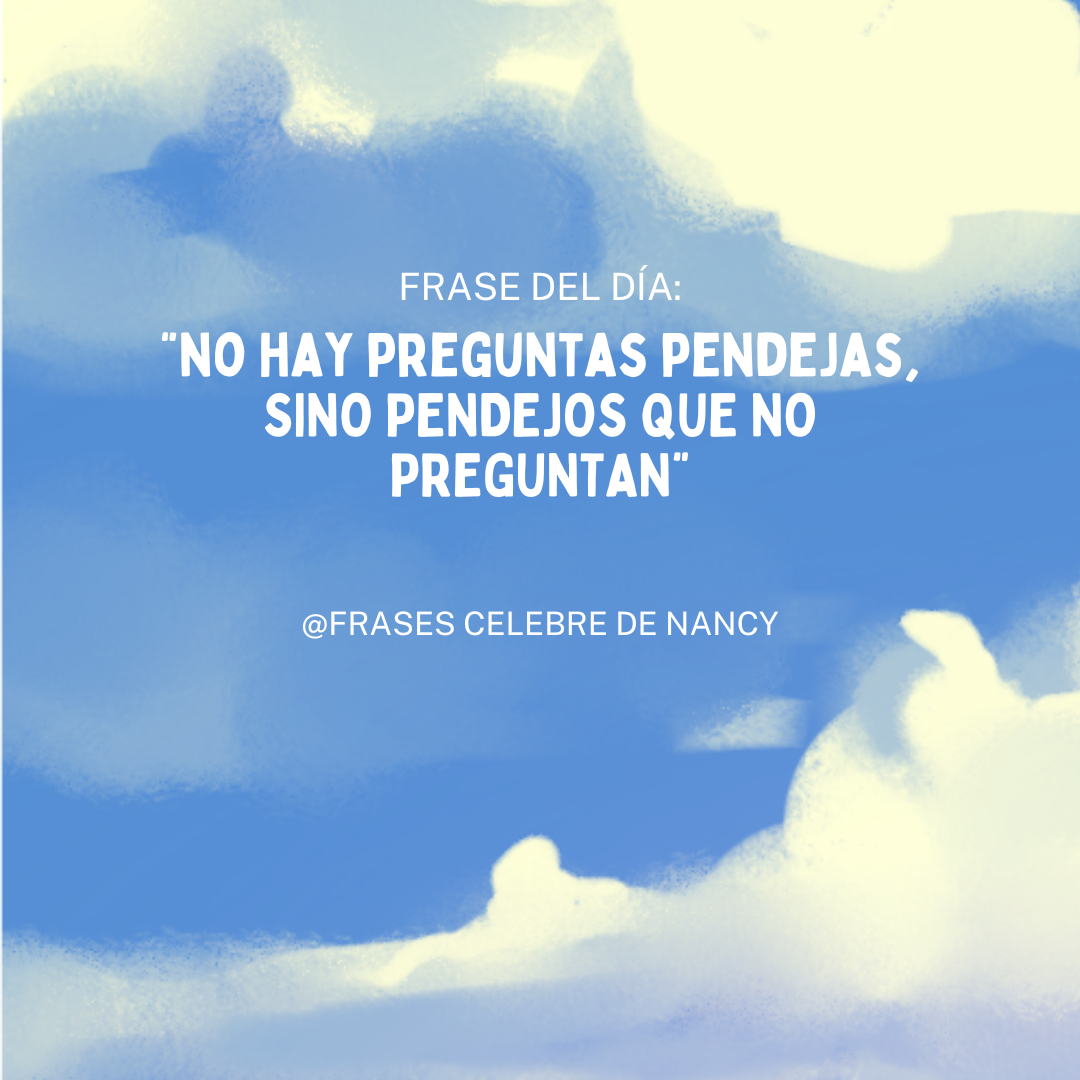 FRASE DEL DÍA:
"NO HAY PREGUNTAS PENDEJAS,
SINO PENDEJOS QUE NO
PREGUNTAN"
@FRASES CELEBRE DE NANCY